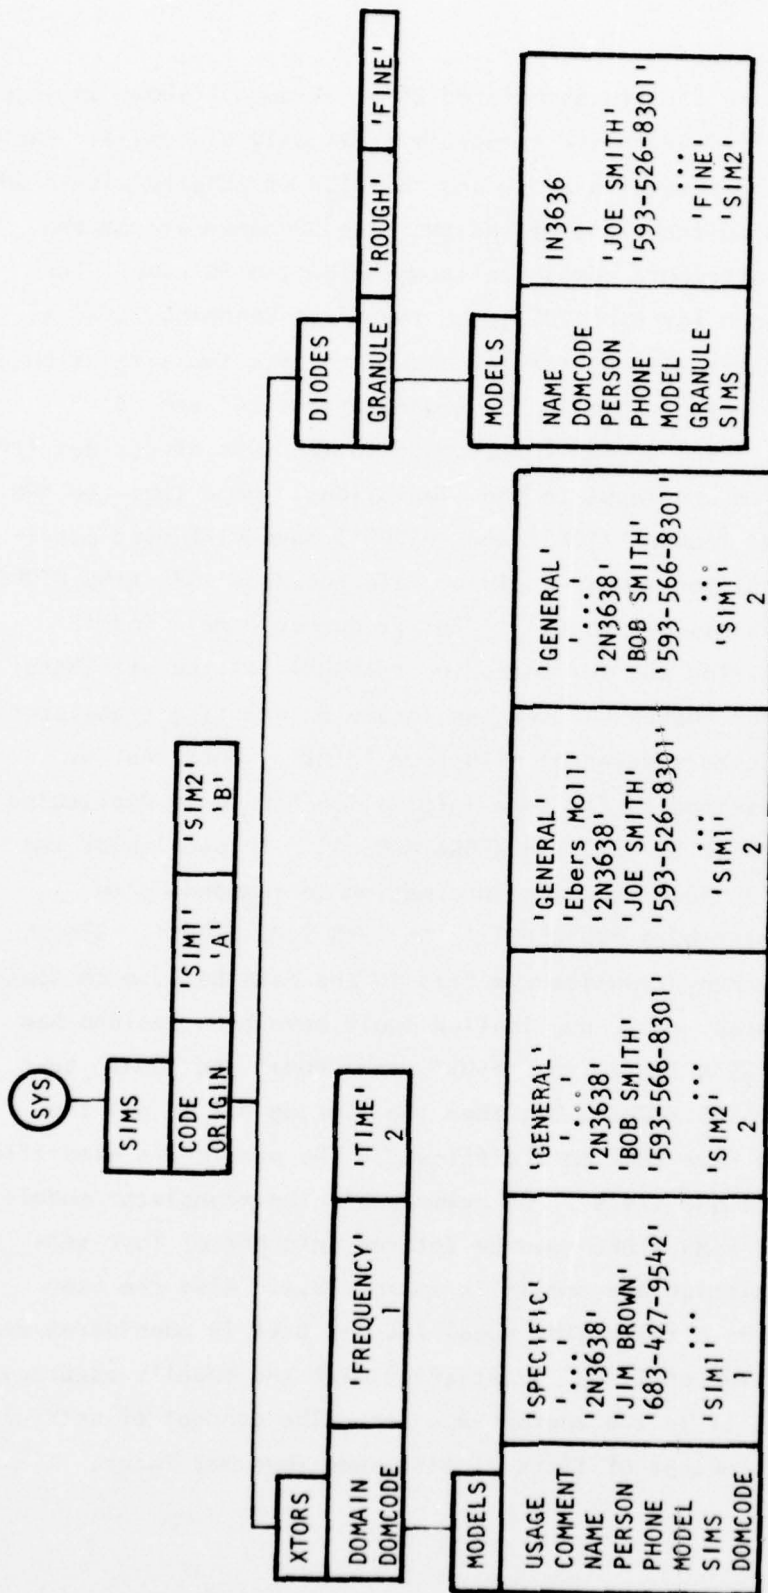 SYS
SIMS
CODE 'SIM1' 'SIM2'
ORIGIN 'A' 'B'
XTORS
DOMAIN 'FREQUENCY' 'TIME'
DOMCODE 1 2
MODELS
USAGE 'SPECIFIC' 'GENERAL' 'GENERAL' 'GENERAL'
COMMENT '...' '...' 'Ebers Moll' '...'
NAME '2N3638' '2N3638' '2N3638' '2N3638'
PERSON 'JIM BROWN' 'BOB SMITH' 'JOE SMITH' 'BOB SMITH'
PHONE '683-427-9542' '593-566-8301' '593-526-8301' '593-566-8301'
MODEL ... ... ... ...
SIMS 'SIM1' 'SIM2' 'SIM1' 'SIM1'
DOMCODE 1 2 2 2
DIODES
GRANULE 'ROUGH' 'FINE'
MODELS
NAME IN3636
DOMCODE 1
PERSON 'JOE SMITH'
PHONE '593-526-8301'
MODEL ...
GRANULE 'FINE'
SIMS 'SIM2'